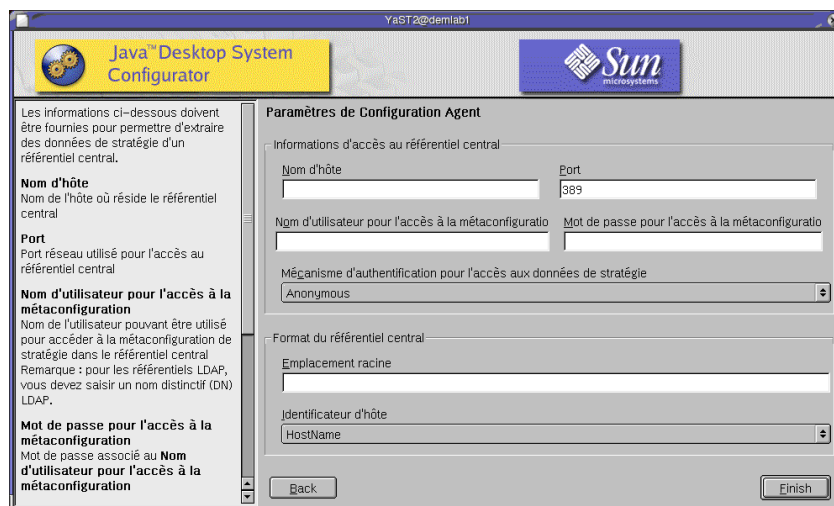 YaST2@demlab1
Java™Desktop System
Configurator
Sun
microsystems
Les informations ci-dessous doivent
être fournies pour permettre d'extraire
des données de stratégie d'un
référentiel central.
Nom d'hôte
Nom de l'hôte où réside le référentiel
central
Port
Port réseau utilisé pour l'accès au
référentiel central
Nom d'utilisateur pour l'accès à la
métaconfiguration
Nom de l'utilisateur pouvant être utilisé
pour accéder à la métaconfiguration de
stratégie dans le référentiel central
Remarque : pour les référentiels LDAP,
vous devez saisir un nom distinctif (DN)
LDAP.
Mot de passe pour l'accès à la
métaconfiguration
Mot de passe associé au Nom
d'utilisateur pour l'accès à la
métaconfiguration
Paramètres de Configuration Agent
Informations d'accès au référentiel central
Nom d'hôte
Port
389
Nom d'utilisateur pour l'accès à la métaconfiguratio
Mot de passe pour l'accès à la métaconfiguratio
Mécanisme d'authentification pour l'accès aux données de stratégie
Anonymous
Format du référentiel central
Emplacement racine
Identificateur d'hôte
HostName
Back
Finish